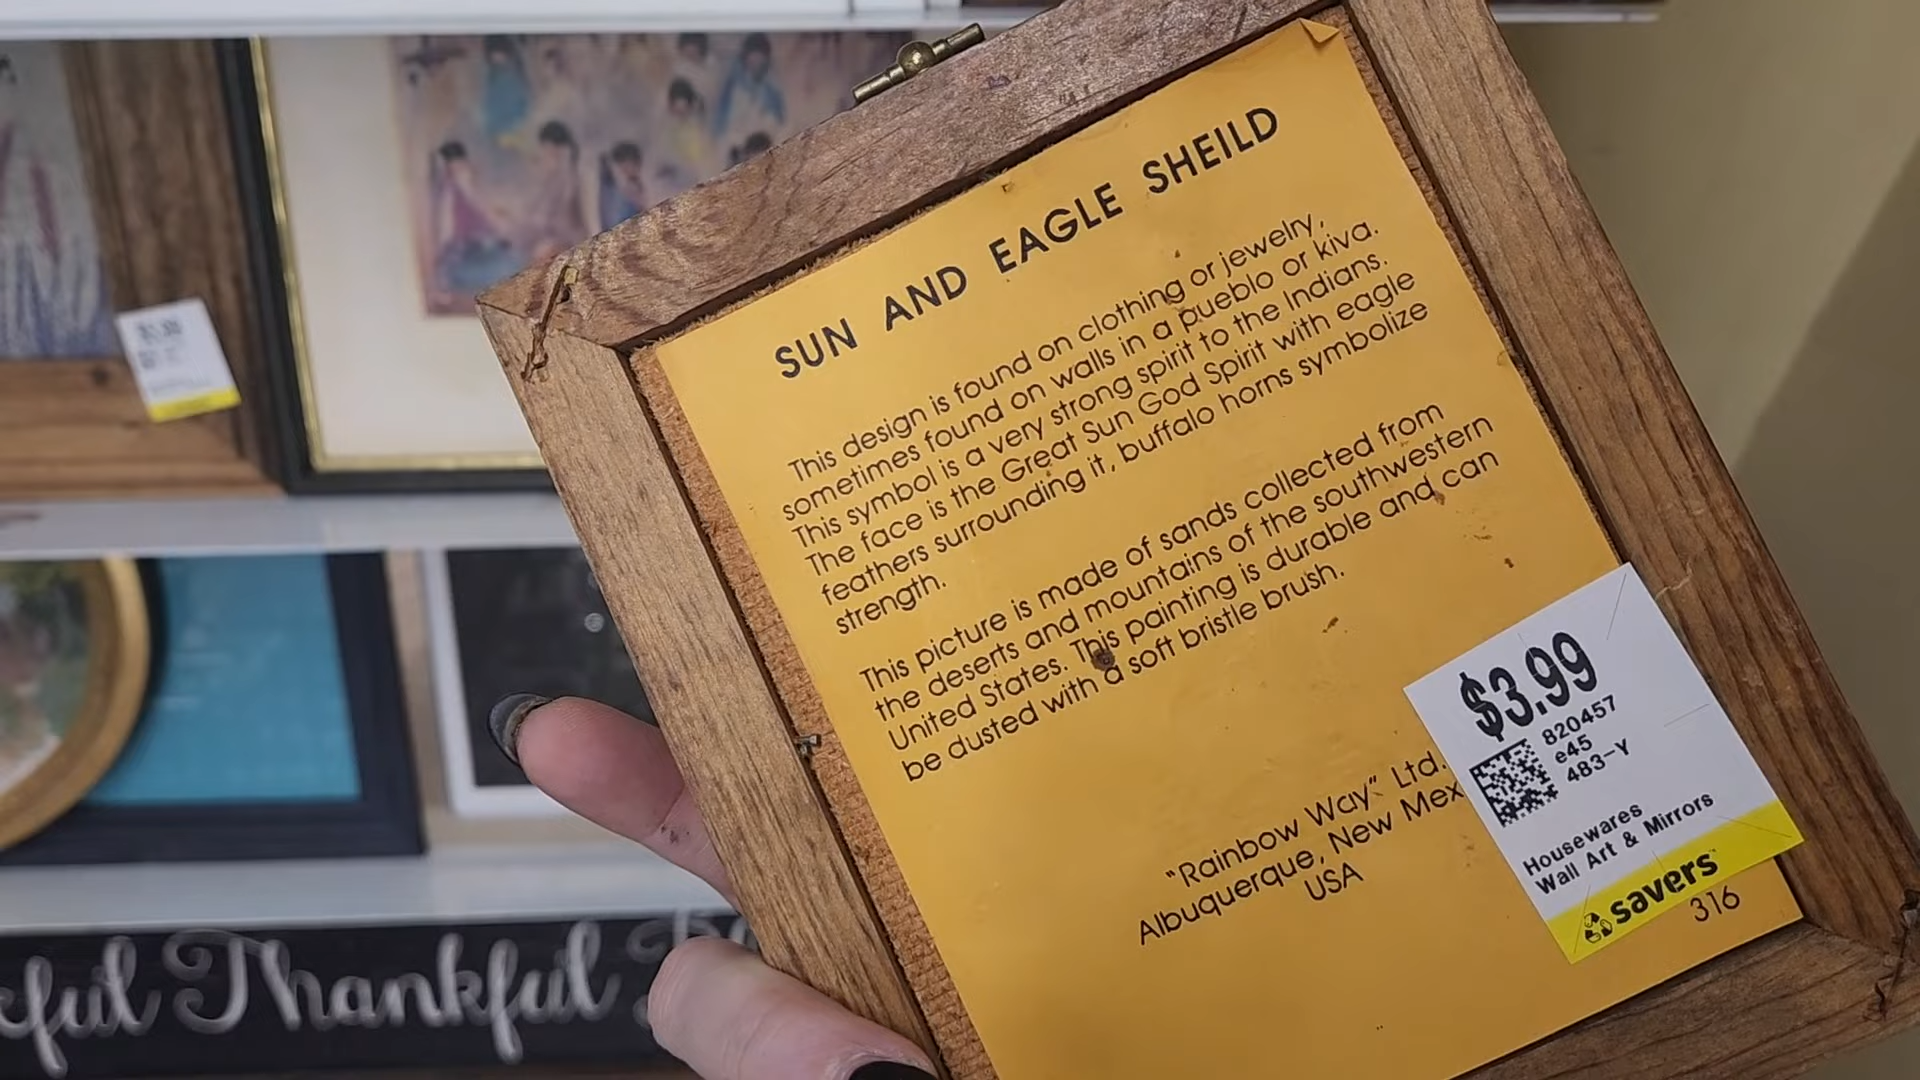 SUN AND EAGLE SHEILD
This design is found on clothing or jewelry,
sometimes found on walls in a pueblo or kiva.
This symbol is a very strong spirit to the Indians.
The face is the Great Sun God Spirit with eagle
feathers surrounding it, buffalo horns symbolize
strength.
This picture is made of sands collected from
the deserts and mountains of the southwestern
United States. This painting is durable and can
be dusted with a soft bristle brush.
"Rainbow Way" Ltd.
Albuquerque, New Mex
USA
316
$3.99
820457
e45
483-Y
Housewares
Wall Art & Mirrors
savers
ful Thankful